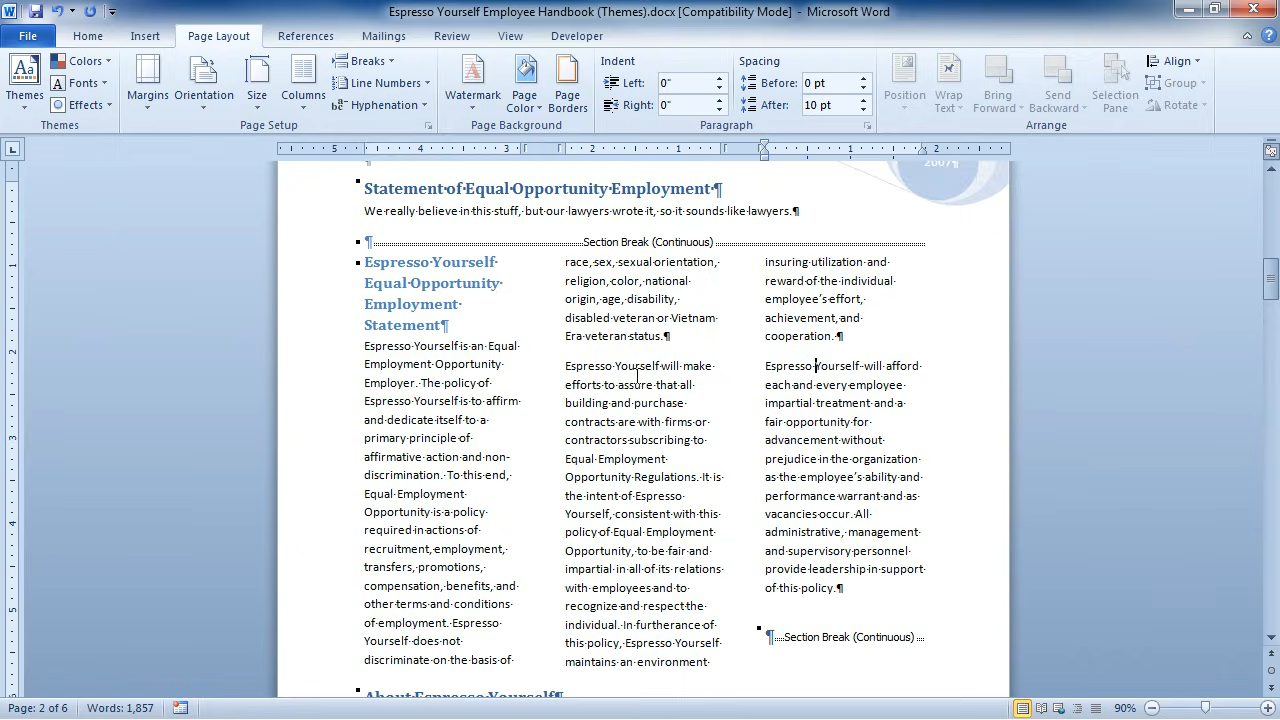 Espresso Yourself Employee Handbook (Themes).docx [Compatibility Mode] - Microsoft Word
File Home Insert Page Layout References Mailings Review View Developer
Themes
Colors
Fonts
Effects
Themes
Margins
Orientation
Size
Columns
Breaks
Line Numbers
Hyphenation
Page Setup
Watermark
Page Color
Page Borders
Page Background
Indent
Left: 0"
Right: 0"
Spacing
Before: 0 pt
After: 10 pt
Paragraph
Position
Wrap Text
Bring Forward
Send Backward
Selection Pane
Align
Group
Rotate
Arrange
5 4 3 2 1 1 2
2007¶
Statement·of·Equal·Opportunity·Employment·¶
We·really·believe·in·this·stuff,·but·our·lawyers·wrote·it,·so·it·sounds·like·lawyers.¶
¶Section Break (Continuous)
Espresso·Yourself·
Equal·Opportunity·
Employment·
Statement¶
Espresso·Yourself·is·an·Equal·
Employment·Opportunity·
Employer.·The·policy·of·
Espresso·Yourself·is·to·affirm·
and·dedicate·itself·to·a·
primary·principle·of·
affirmative·action·and·non-
discrimination.·To·this·end,·
Equal·Employment·
Opportunity·is·a·policy·
required·in·actions·of·
recruitment,·employment,·
transfers,·promotions,·
compensation,·benefits,·and·
other·terms·and·conditions·
of·employment.·Espresso·
Yourself·does·not·
discriminate·on·the·basis·of·
race,·sex,·sexual·orientation,·
religion,·color,·national·
origin,·age,·disability,·
disabled·veteran·or·Vietnam·
Era·veteran·status.¶
Espresso·Yourself·will·make·
efforts·to·assure·that·all·
building·and·purchase·
contracts·are·with·firms·or·
contractors·subscribing·to·
Equal·Employment·
Opportunity·Regulations.·It·is·
the·intent·of·Espresso·
Yourself,·consistent·with·this·
policy·of·Equal·Employment·
Opportunity,·to·be·fair·and·
impartial·in·all·of·its·relations·
with·employees·and·to·
recognize·and·respect·the·
individual.·In·furtherance·of·
this·policy,·Espresso·Yourself·
maintains·an·environment·
insuring·utilization·and·
reward·of·the·individual·
employee's·effort,·
achievement,·and·
cooperation.·¶
Espresso·Yourself··will·afford·
each·and·every·employee·
impartial·treatment·and·a·
fair·opportunity·for·
advancement·without·
prejudice·in·the·organization·
as·the·employee's·ability·and·
performance·warrant·and·as·
vacancies·occur.·All·
administrative,·management·
and·supervisory·personnel·
provide·leadership·in·support·
of·this·policy.¶
¶Section Break (Continuous)
About·Espresso·Yourself¶
1
2
3
4
5
Page: 2 of 6 Words: 1,857 90%